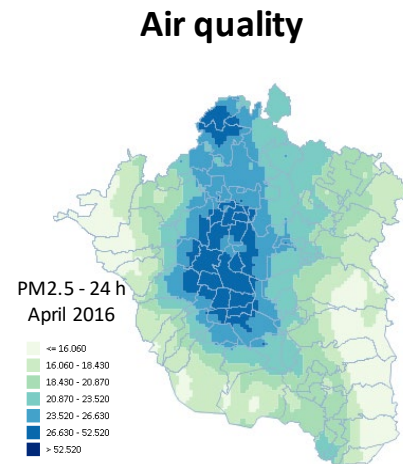 Air quality
PM2.5 - 24 h
April 2016
<= 16.060
16.060 - 18.430
18.430 - 20.870
20.870 - 23.520
23.520 - 26.630
26.630 - 52.520
> 52.520